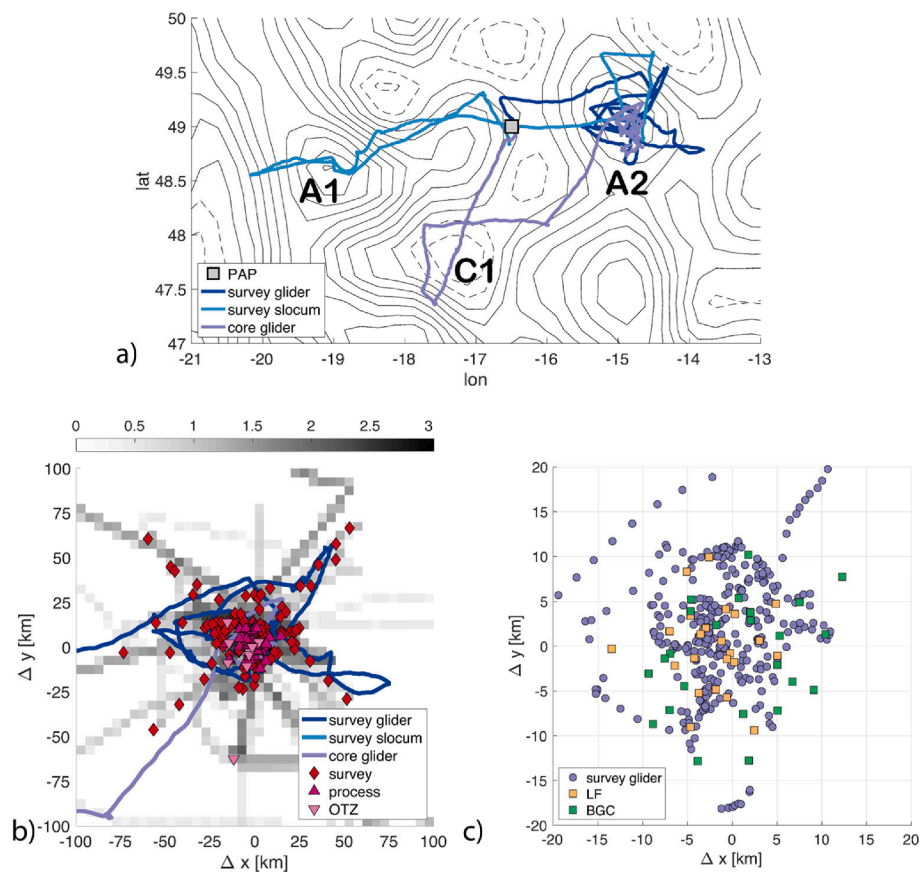 50
49.5
49
48.5
48
47.5
47
lat
A1
A2
C1
PAP
survey glider
survey slocum
core glider
-21 -20 -19 -18 -17 -16 -15 -14 -13
lon
a)
0 0.5 1 1.5 2 2.5 3
100
75
50
25
0
-25
-50
-75
-100
Δ y [km]
survey glider
survey slocum
core glider
survey
process
OTZ
-100 -75 -50 -25 0 25 50 75 100
Δ x [km]
b)
20
15
10
5
0
-5
-10
-15
-20
Δ y [km]
survey glider
LF
BGC
-20 -15 -10 -5 0 5 10 15 20
Δ x [km]
c)